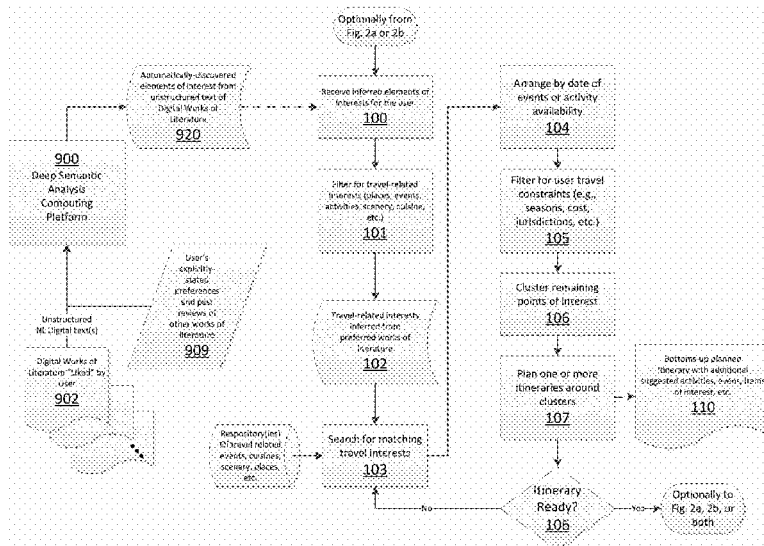 Optionally from
Fig. 2a or 2b
Automatically-discovered
elements of interest from
unstructured text of
Digital Works of
Literature
920
Receive inferred elements of
interests for the user
100
Arrange by date of
events or activity
availability
104
900
Deep Semantic
Analysis
Computing
Platform
Filter for travel-related
interests (places, events,
activities, scenery, cuisine,
etc.)
101
Filter for user travel
constraints (e.g.,
seasons, cost,
jurisdictions, etc.)
105
User's
explicitly-
stated
preferences
and past
reviews of
other works of
literature
909
Cluster remaining
points of interest
106
Unstructured
NL Digital text(s)
Travel-related interests
inferred from
preferred works of
literature
102
Digital Works of
Literature "Liked" by
user
902
Plan one or more
itineraries around
clusters
107
Bottoms-up planned
itinerary with additional
suggested activities, evens, items
of interest, etc.
110
Respository(ies)
of travel related
events, cuisines,
scenery, places,
etc.
Search for matching
travel interests
103
Itinerary
Ready?
106
No
Yes
Optionally to
Fig. 2a, 2b, or
both